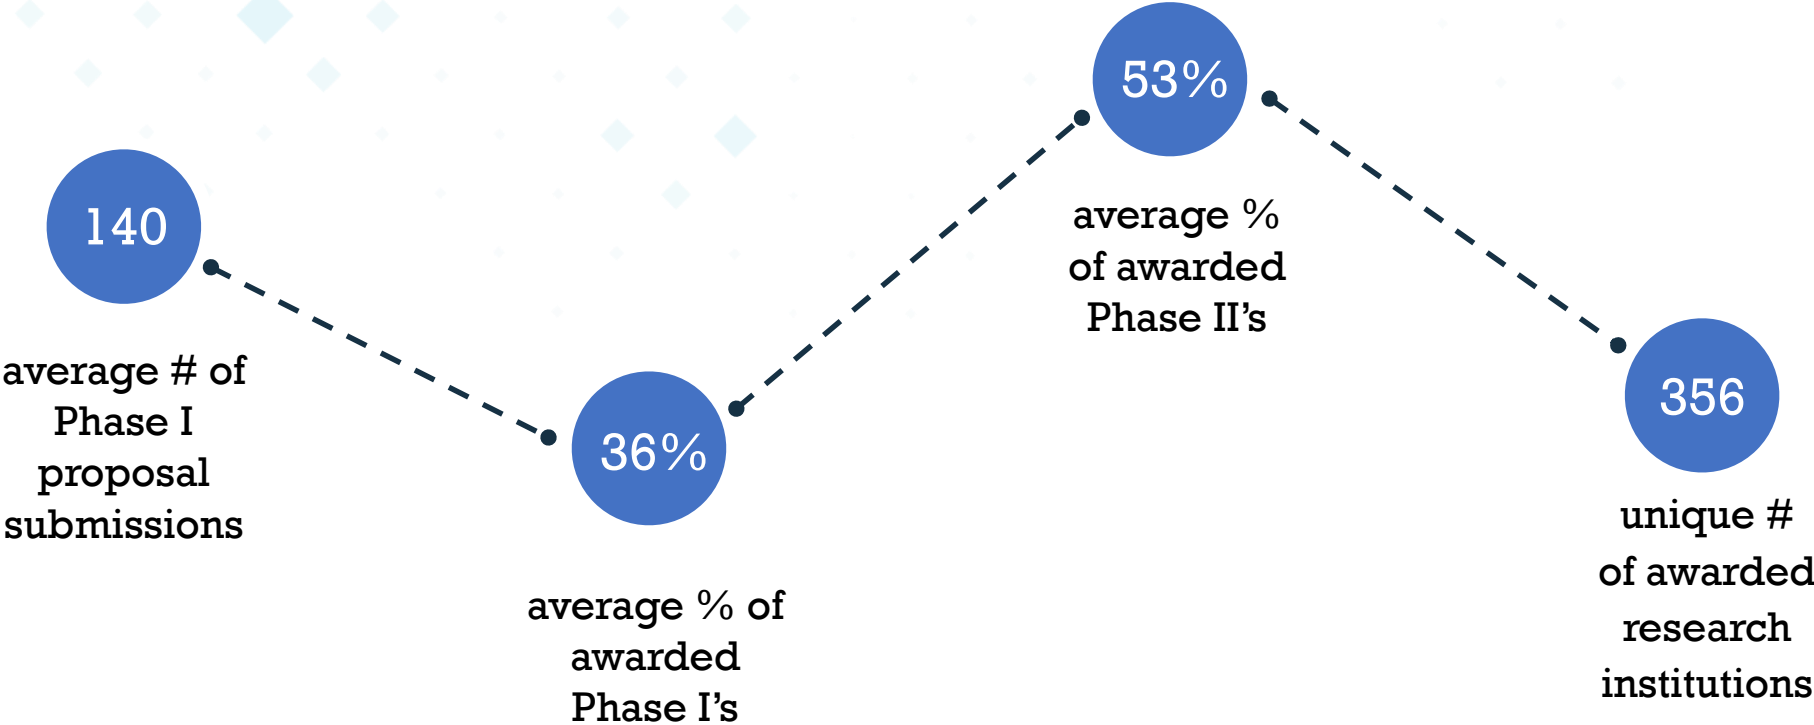 140
average # of
Phase I
proposal
submissions
36%
average % of
awarded
Phase I’s
53%
average %
of awarded
Phase II’s
356
unique #
of awarded
research
institutions